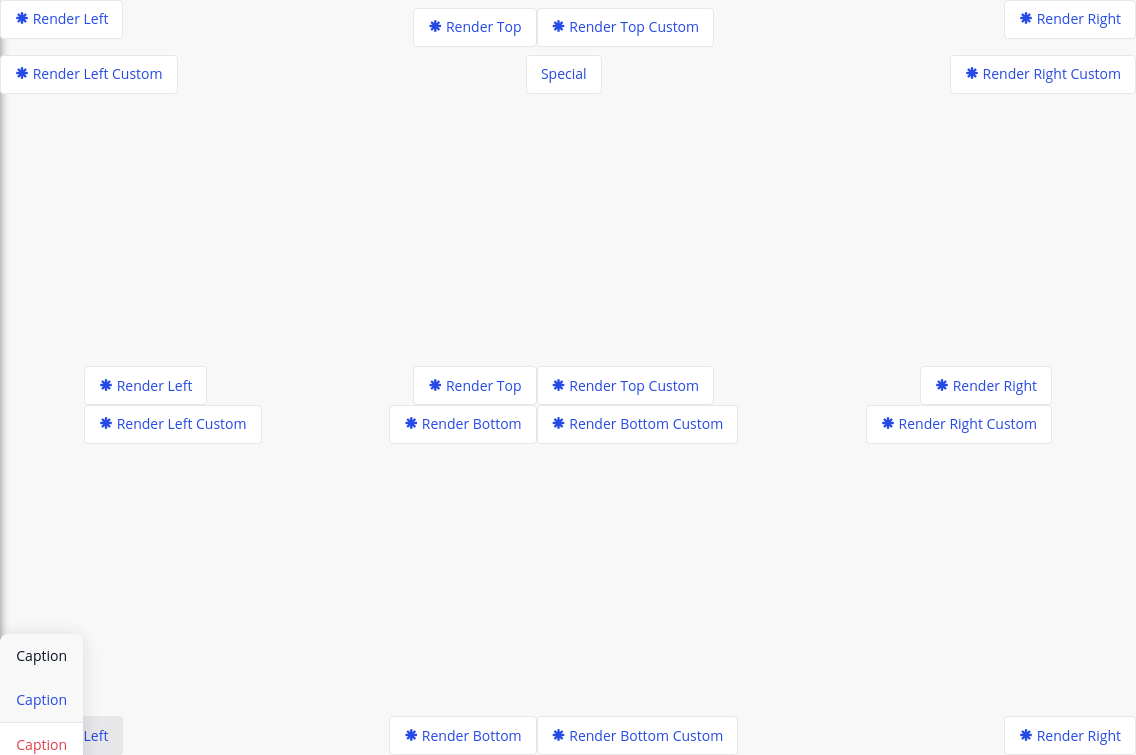 Render Left
Render Top
Render Top Custom
Render Right
Render Left Custom
Special
Render Right Custom
Render Left
Render Top
Render Top Custom
Render Right
Render Left Custom
Render Bottom
Render Bottom Custom
Render Right Custom
Caption
Caption
Caption
Left
Render Bottom
Render Bottom Custom
Render Right